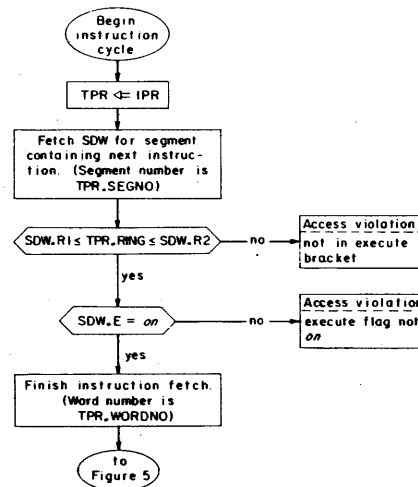 Begin
instruction
cycle
TPR ⇐ IPR
Fetch SDW for segment
containing next instruc-
tion. (Segment number is
TPR.SEGNO)
SDW.R1 ≤ TPR.RING ≤ SDW.R2
no
Access violation
not in execute
bracket
yes
SDW.E = on
no
Access violation
execute flag not
on
yes
Finish instruction fetch.
(Word number is
TPR.WORDNO)
to
Figure 5